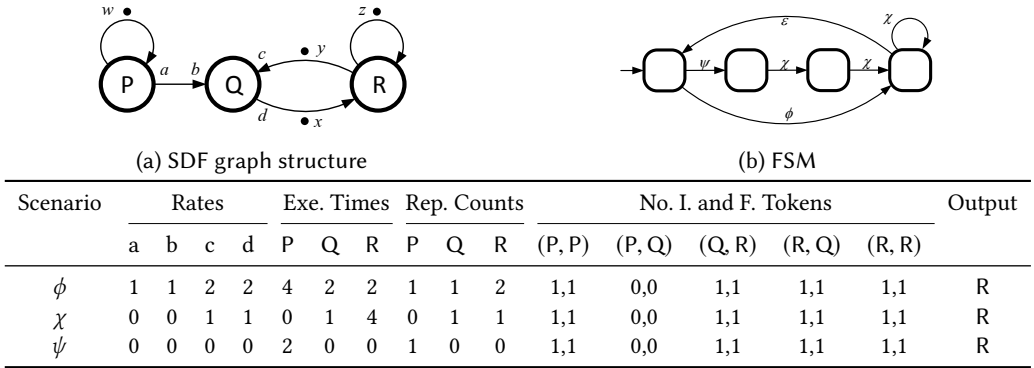 w
z
y
x
P
Q
R
a
b
c
d
(a) SDF graph structure
ε
χ
ψ
χ
χ
ϕ
(b) FSM
Scenario Rates Exe. Times Rep. Counts No. I. and F. Tokens Output
a b c d P Q R P Q R (P, P) (P, Q) (Q, R) (R, Q) (R, R)
ϕ 1 1 2 2 4 2 2 1 1 2 1,1 0,0 1,1 1,1 1,1 R
χ 0 0 1 1 0 1 4 0 1 1 1,1 0,0 1,1 1,1 1,1 R
ψ 0 0 0 0 2 0 0 1 0 0 1,1 0,0 1,1 1,1 1,1 R